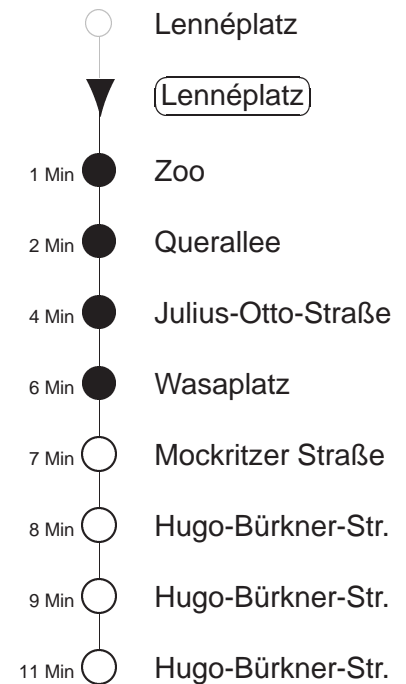 Lennéplatz
Lennéplatz
1 Min Zoo
2 Min Querallee
4 Min Julius-Otto-Straße
6 Min Wasaplatz
7 Min Mockritzer Straße
8 Min Hugo-Bürkner-Str.
9 Min Hugo-Bürkner-Str.
11 Min Hugo-Bürkner-Str.